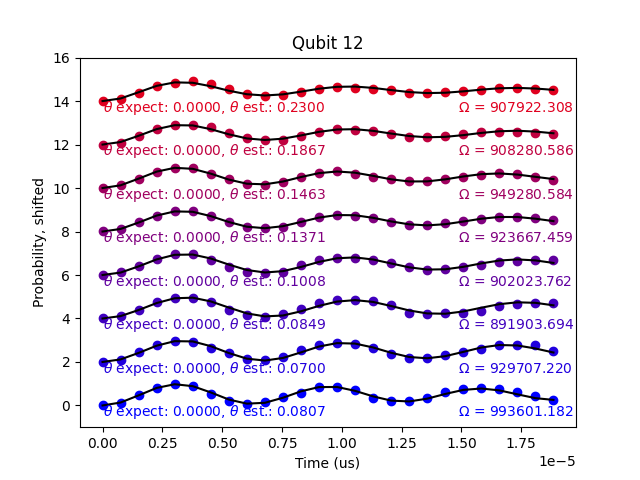 Qubit 12
Probability, shifted
16
14
12
10
8
6
4
2
0
θ expect: 0.0000, θ est.: 0.2300 Ω = 907922.308
θ expect: 0.0000, θ est.: 0.1867 Ω = 908280.586
θ expect: 0.0000, θ est.: 0.1463 Ω = 949280.584
θ expect: 0.0000, θ est.: 0.1371 Ω = 923667.459
θ expect: 0.0000, θ est.: 0.1008 Ω = 902023.762
θ expect: 0.0000, θ est.: 0.0849 Ω = 891903.694
θ expect: 0.0000, θ est.: 0.0700 Ω = 929707.220
θ expect: 0.0000, θ est.: 0.0807 Ω = 993601.182
0.00 0.25 0.50 0.75 1.00 1.25 1.50 1.75
1e−5
Time (us)